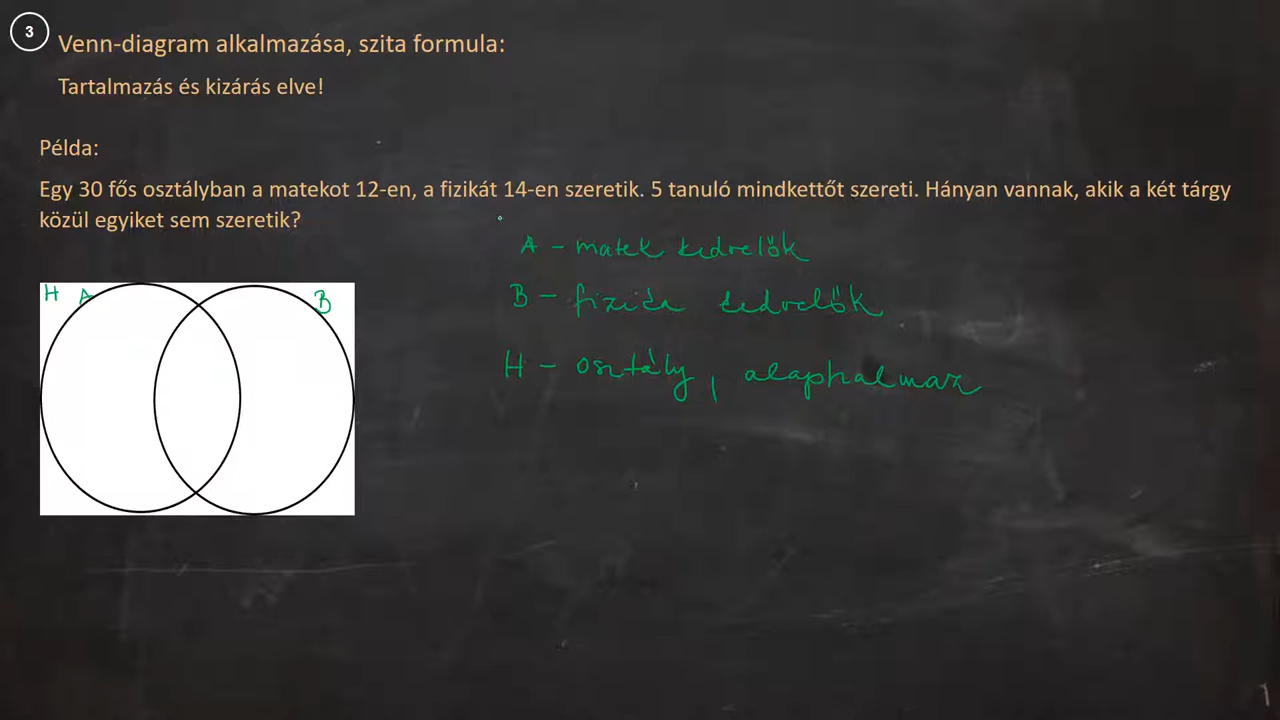 3
Venn-diagram alkalmazása, szita formula:
Tartalmazás és kizárás elve!
Példa:
Egy 30 fős osztályban a matekot 12-en, a fizikát 14-en szeretik. 5 tanuló mindkettőt szereti. Hányan vannak, akik a két tárgy
közül egyiket sem szeretik?
A – matek kedvelők
B – fizika kedvelők
H – osztály, alaphalmaz
H A B